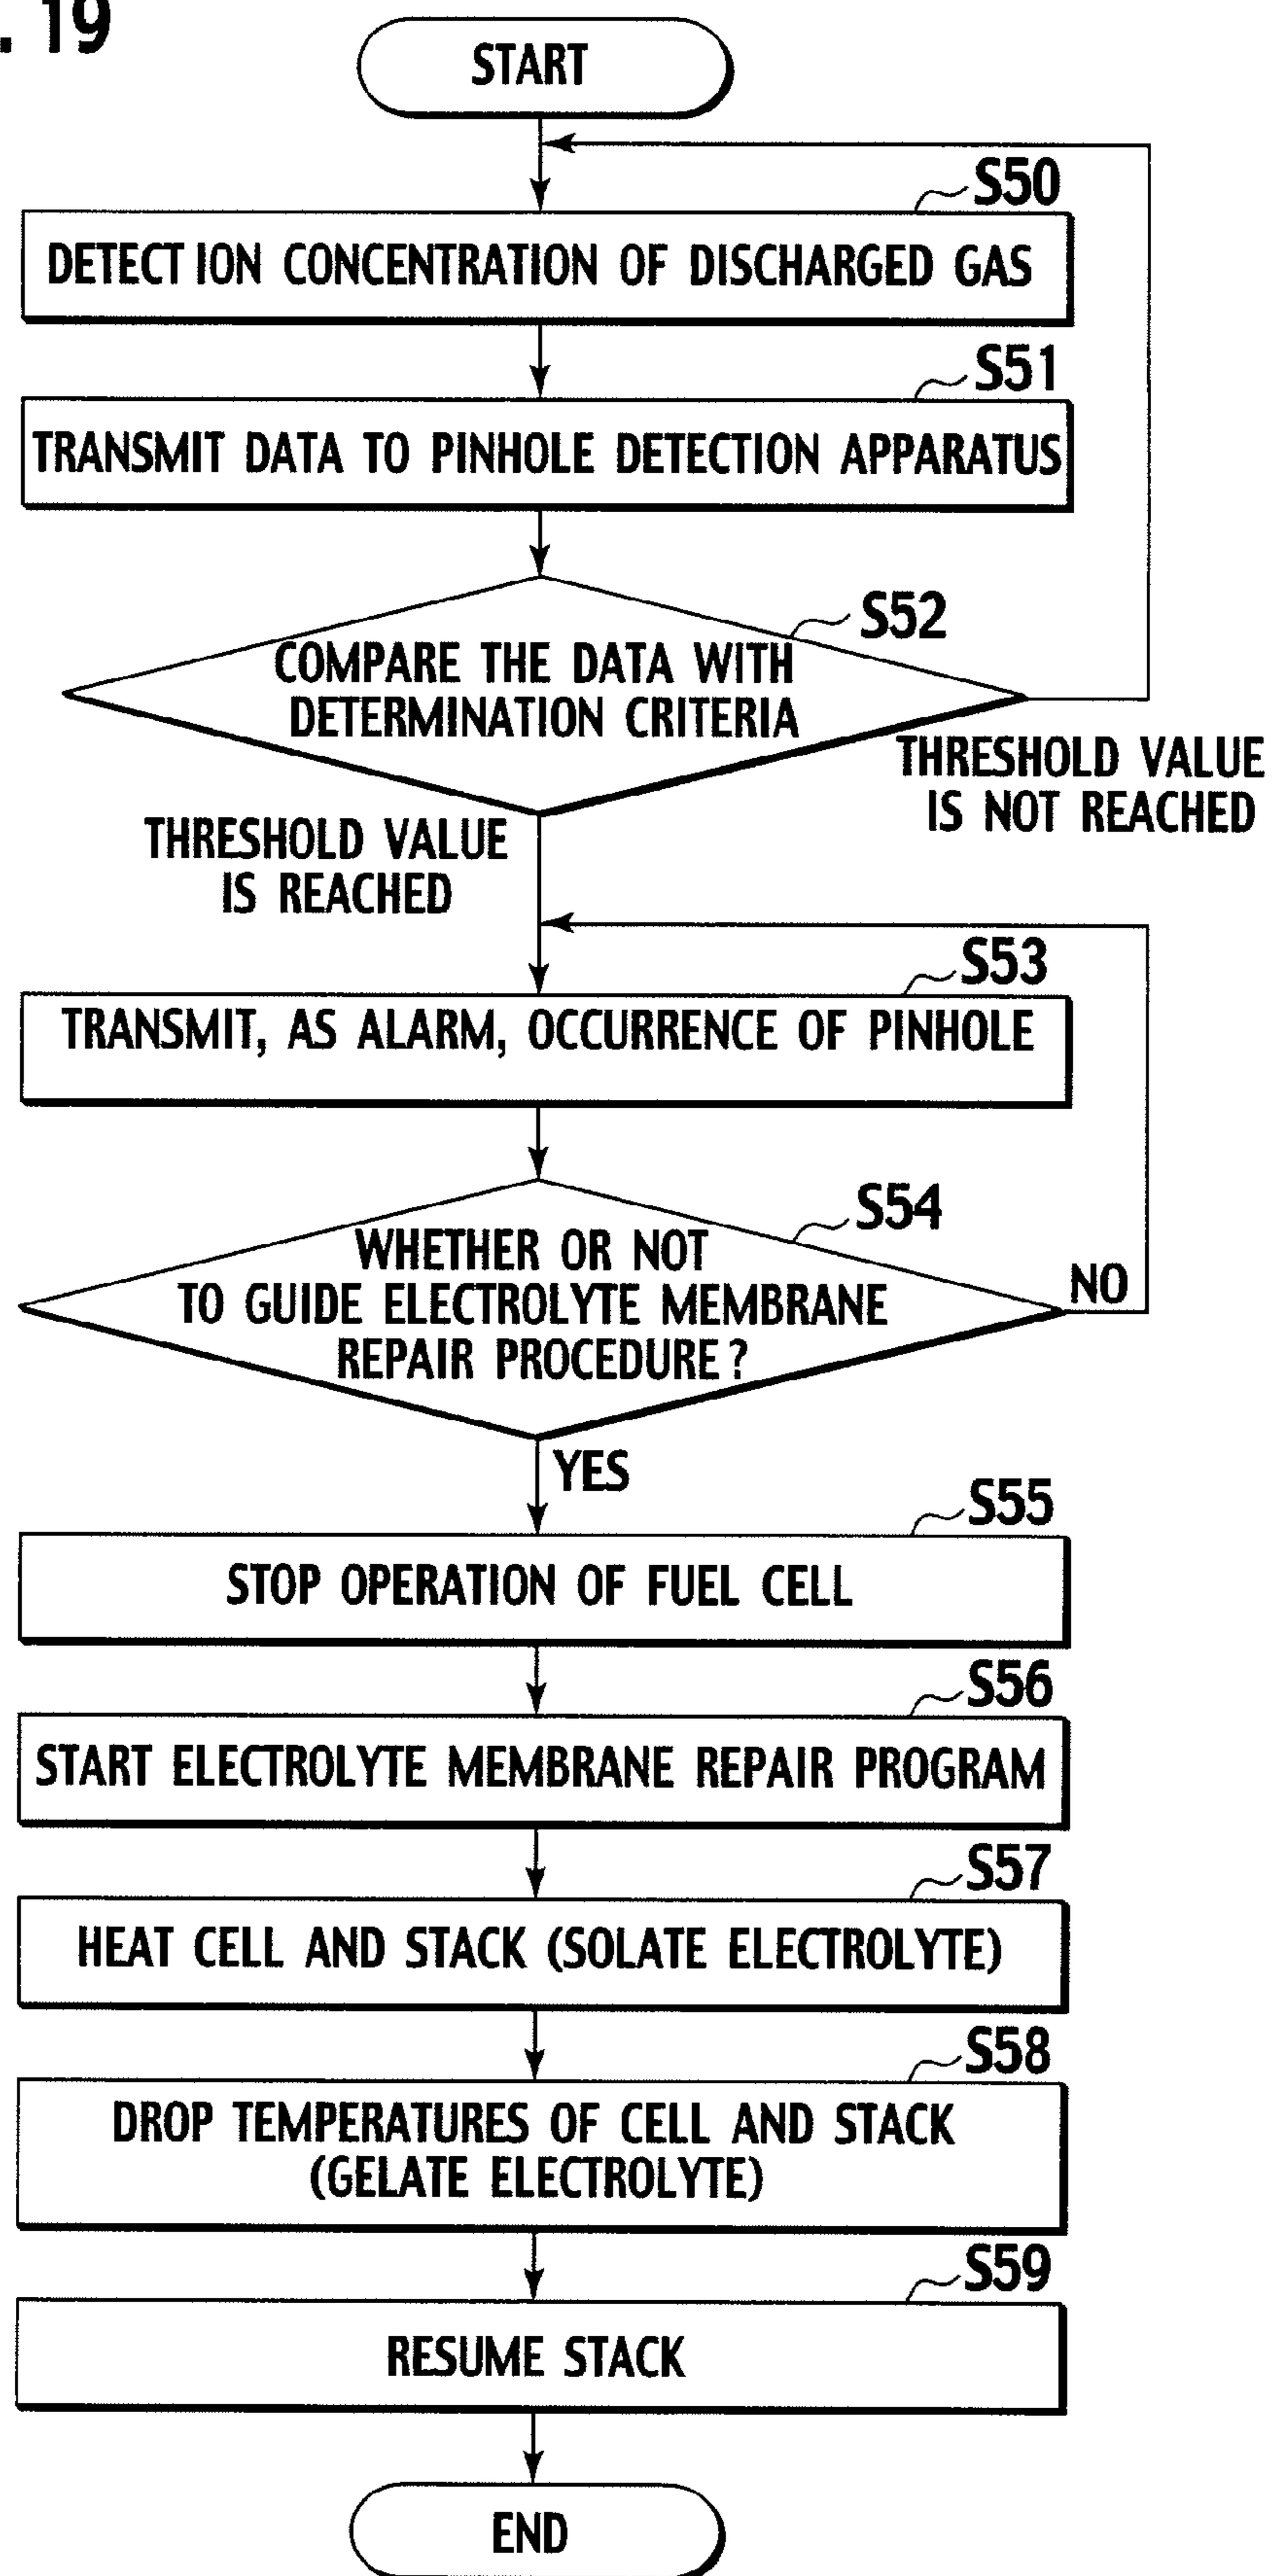 . 19
START
S50
DETECT ION CONCENTRATION OF DISCHARGED GAS
S51
TRANSMIT DATA TO PINHOLE DETECTION APPARATUS
S52
COMPARE THE DATA WITH
DETERMINATION CRITERIA
THRESHOLD VALUE
IS NOT REACHED
THRESHOLD VALUE
IS REACHED
S53
TRANSMIT, AS ALARM, OCCURRENCE OF PINHOLE
S54
WHETHER OR NOT
TO GUIDE ELECTROLYTE MEMBRANE
REPAIR PROCEDURE?
NO
YES
S55
STOP OPERATION OF FUEL CELL
S56
START ELECTROLYTE MEMBRANE REPAIR PROGRAM
S57
HEAT CELL AND STACK (SOLATE ELECTROLYTE)
S58
DROP TEMPERATURES OF CELL AND STACK
(GELATE ELECTROLYTE)
S59
RESUME STACK
END